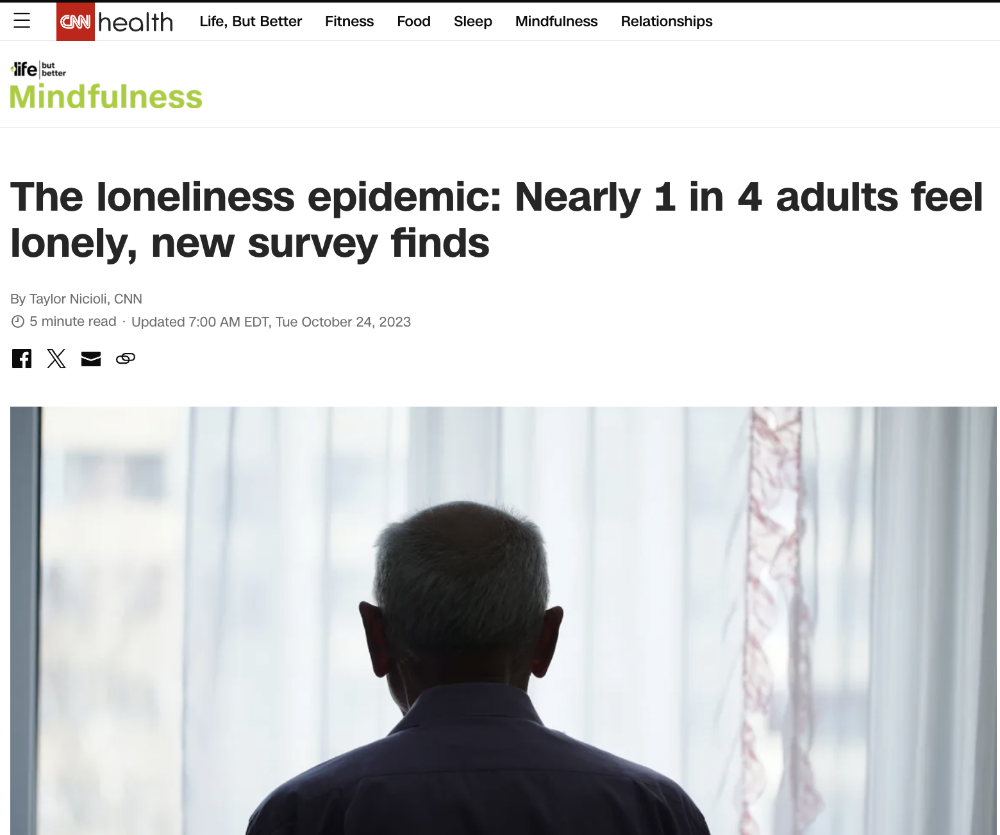 CNN health Life, But Better Fitness Food Sleep Mindfulness Relationships
life but better
Mindfulness
The loneliness epidemic: Nearly 1 in 4 adults feel
lonely, new survey finds
By Taylor Nicioli, CNN
5 minute read · Updated 7:00 AM EDT, Tue October 24, 2023